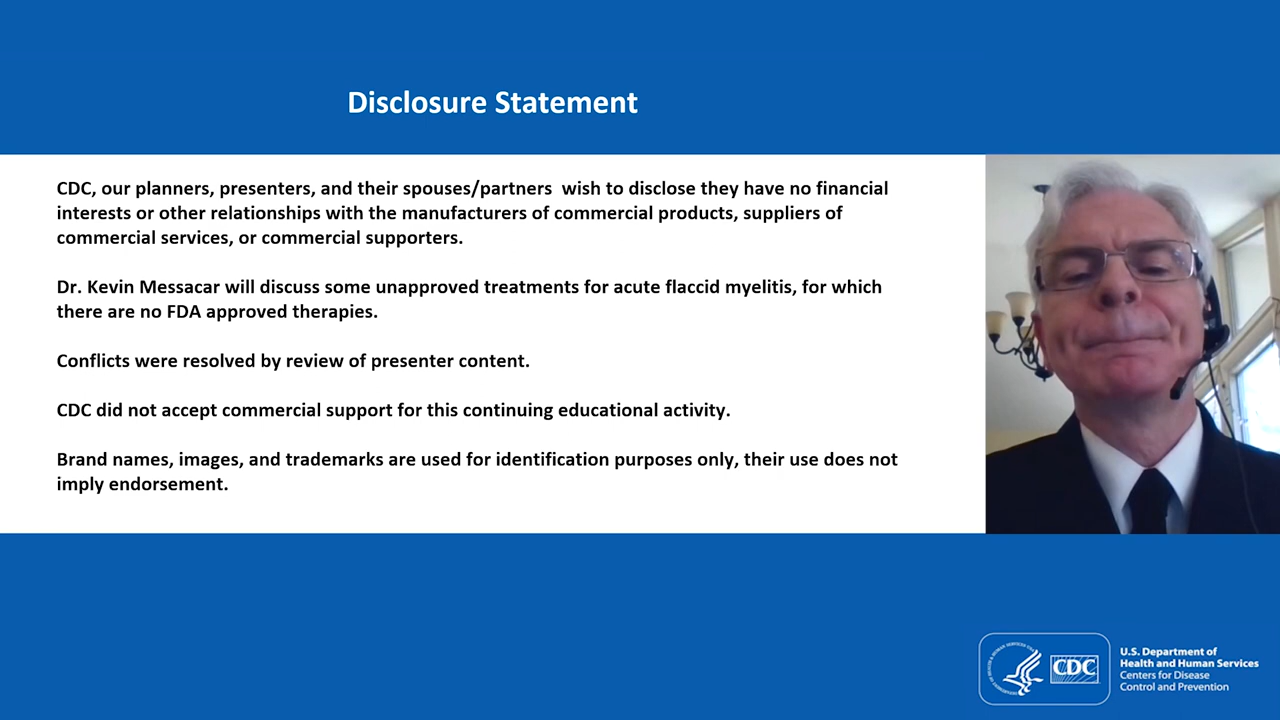 Disclosure Statement
CDC, our planners, presenters, and their spouses/partners  wish to disclose they have no financial
interests or other relationships with the manufacturers of commercial products, suppliers of
commercial services, or commercial supporters.
Dr. Kevin Messacar will discuss some unapproved treatments for acute flaccid myelitis, for which
there are no FDA approved therapies.
Conflicts were resolved by review of presenter content.
CDC did not accept commercial support for this continuing educational activity.
Brand names, images, and trademarks are used for identification purposes only, their use does not
imply endorsement.
CDC
U.S. Department of
Health and Human Services
Centers for Disease
Control and Prevention